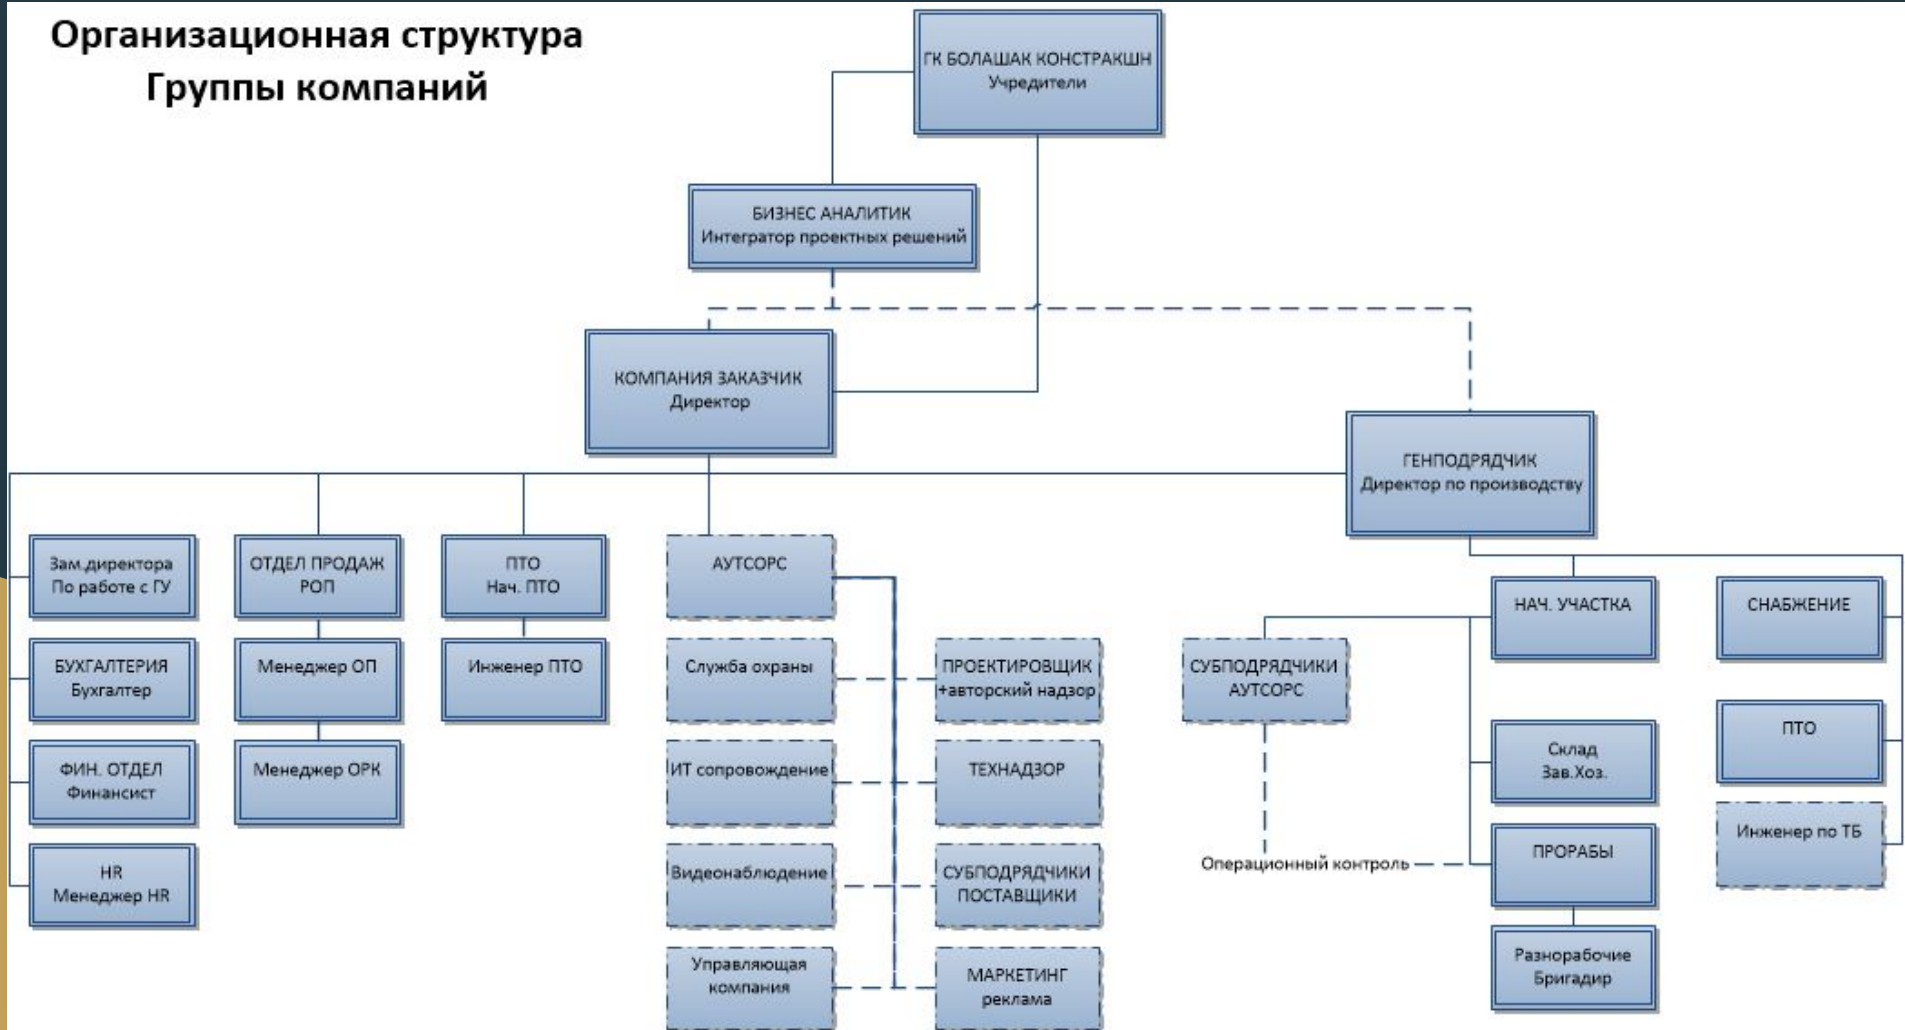 Организационная структура
Группы компаний
ГК БОЛАШАК КОНСТРАКШН
Учредители
БИЗНЕС АНАЛИТИК
Интегратор проектных решений
КОМПАНИЯ ЗАКАЗЧИК
Директор
ГЕНПОДРЯДЧИК
Директор по производству
Зам.директора
По работе с ГУ
БУХГАЛТЕРИЯ
Бухгалтер
ФИН. ОТДЕЛ
Финансист
HR
Менеджер HR
ОТДЕЛ ПРОДАЖ
РОП
Менеджер ОП
Менеджер ОРК
ПТО
Нач. ПТО
Инженер ПТО
АУТСОРС
Служба охраны
ИТ сопровождение
Видеонаблюдение
Управляющая
компания
ПРОЕКТИРОВЩИК
+авторский надзор
ТЕХНАДЗОР
СУБПОДРЯДЧИКИ
ПОСТАВЩИКИ
МАРКЕТИНГ
реклама
СУБПОДРЯДЧИКИ
АУТСОРС
Операционный контроль
НАЧ. УЧАСТКА
Склад
Зав.Хоз.
ПРОРАБЫ
Разнорабочие
Бригадир
СНАБЖЕНИЕ
ПТО
Инженер по ТБ